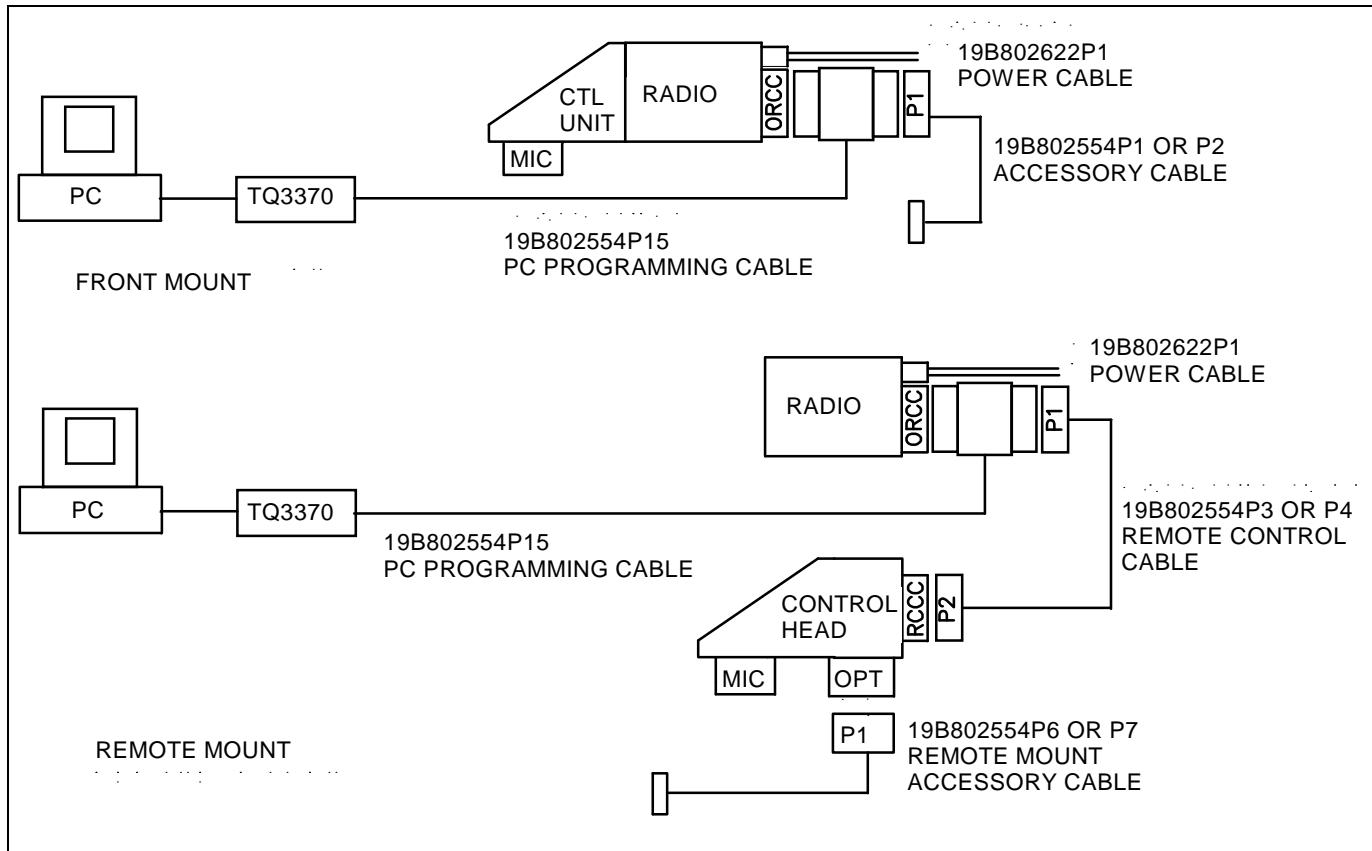 19B802622P1
POWER CABLE
CTL
UNIT
RADIO
ORCC
P1
MIC
19B802554P1 OR P2
ACCESSORY CABLE
PC
TQ3370
19B802554P15
PC PROGRAMMING CABLE
FRONT MOUNT
19B802622P1
POWER CABLE
RADIO
ORCC
P1
PC
TQ3370
19B802554P3 OR P4
REMOTE CONTROL
CABLE
19B802554P15
PC PROGRAMMING CABLE
CONTROL
HEAD
RCCC
P2
MIC
OPT
P1
19B802554P6 OR P7
REMOTE MOUNT
ACCESSORY CABLE
REMOTE MOUNT